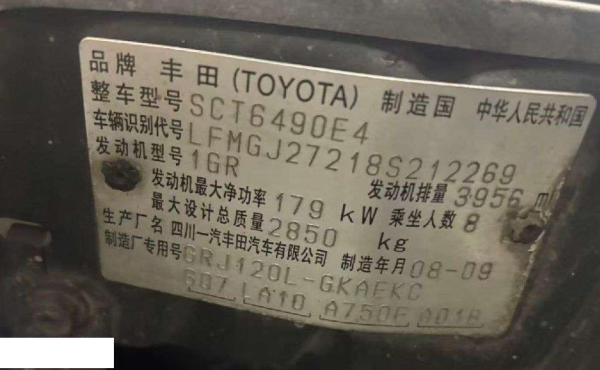 品牌 丰田(TOYOTA) 制造国 中华人民共和国
整车型号 SCT6490E4
车辆识别代号 LFMGJ27218S212269
发动机型号 1GR
发动机最大净功率 179 kW 发动机排量 3956 m
最大设计总质量 2850 kg 乘坐人数 8
生产厂名 四川一汽丰田汽车有限公司 制造年月 08-09
制造厂专用号 GRJ120L-GKAEKC
607 LA10 A750F A01B